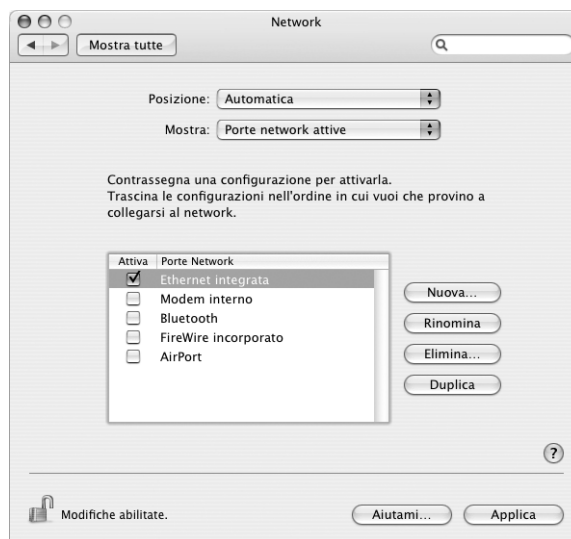 Network
Mostra tutte
Posizione: Automatica
Mostra: Porte network attive
Contrassegna una configurazione per attivarla.
Trascina le configurazioni nell'ordine in cui vuoi che provino a
collegarsi al network.
Attiva Porte Network
Ethernet integrata
Modem interno
Bluetooth
FireWire incorporato
AirPort
Nuova...
Rinomina
Elimina...
Duplica
?
Modifiche abilitate.
Aiutami... Applica